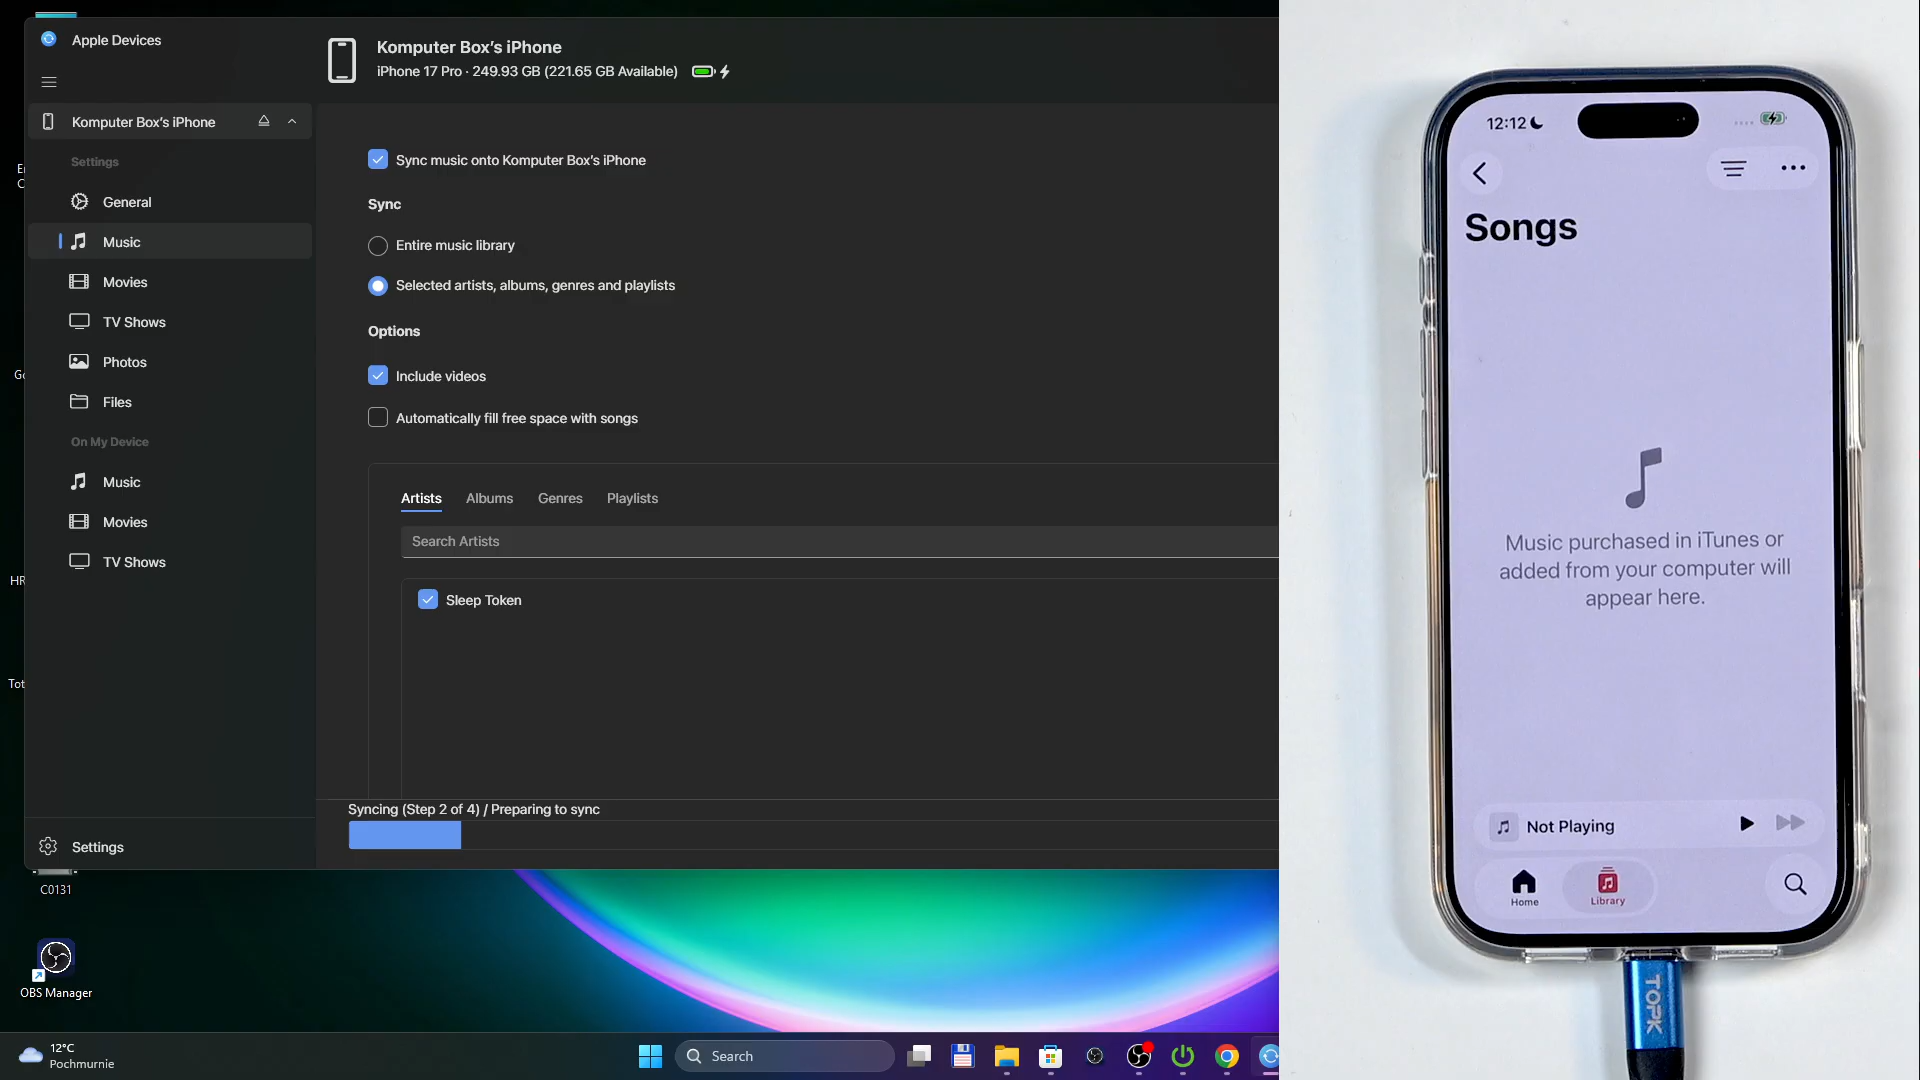 Apple Devices
Komputer Box's iPhone
Settings
General
Music
Movies
TV Shows
Photos
Files
On My Device
Music
Movies
TV Shows
Settings
Komputer Box's iPhone
iPhone 17 Pro · 249.93 GB (221.65 GB Available)
Sync music onto Komputer Box's iPhone
Sync
Entire music library
Selected artists, albums, genres and playlists
Options
Include videos
Automatically fill free space with songs
Artists Albums Genres Playlists
Search Artists
Sleep Token
Syncing (Step 2 of 4) / Preparing to sync
C0131
OBS Manager
12°C
Pochmurnie
Search
12:12
Songs
Music purchased in iTunes or
added from your computer will
appear here.
Not Playing
Home
Library
TOPK